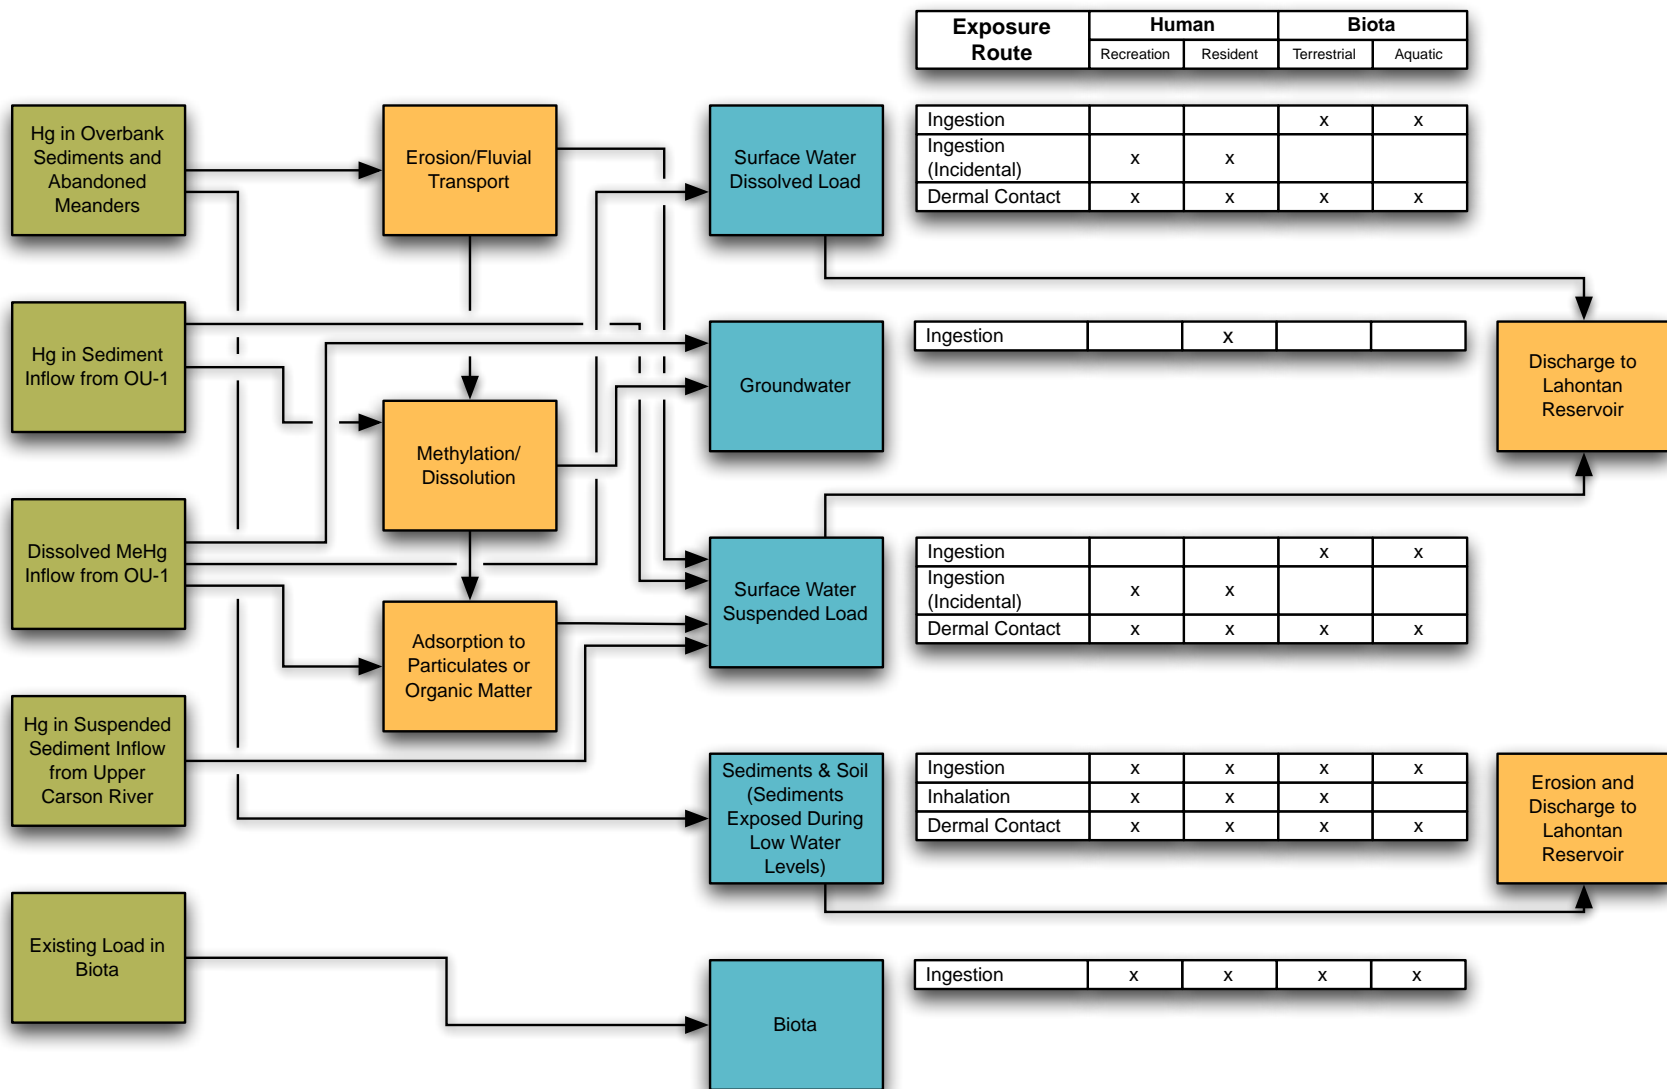 Exposure
Route
Human
Biota
Recreation
Resident
Terrestrial
Aquatic
Hg in Overbank
Sediments and
Abandoned
Meanders
Erosion/Fluvial
Transport
Surface Water
Dissolved Load
Ingestion x x
Ingestion
(Incidental) x x
Dermal Contact x x x x
Hg in Sediment
Inflow from OU-1
Methylation/
Dissolution
Groundwater
Ingestion x
Discharge to
Lahontan
Reservoir
Dissolved MeHg
Inflow from OU-1
Adsorption to
Particulates or
Organic Matter
Surface Water
Suspended Load
Ingestion x x
Ingestion
(Incidental) x x
Dermal Contact x x x x
Hg in Suspended
Sediment Inflow
from Upper
Carson River
Sediments & Soil
(Sediments
Exposed During
Low Water
Levels)
Ingestion x x x x
Inhalation x x x
Dermal Contact x x x x
Erosion and
Discharge to
Lahontan
Reservoir
Existing Load in
Biota
Biota
Ingestion x x x x